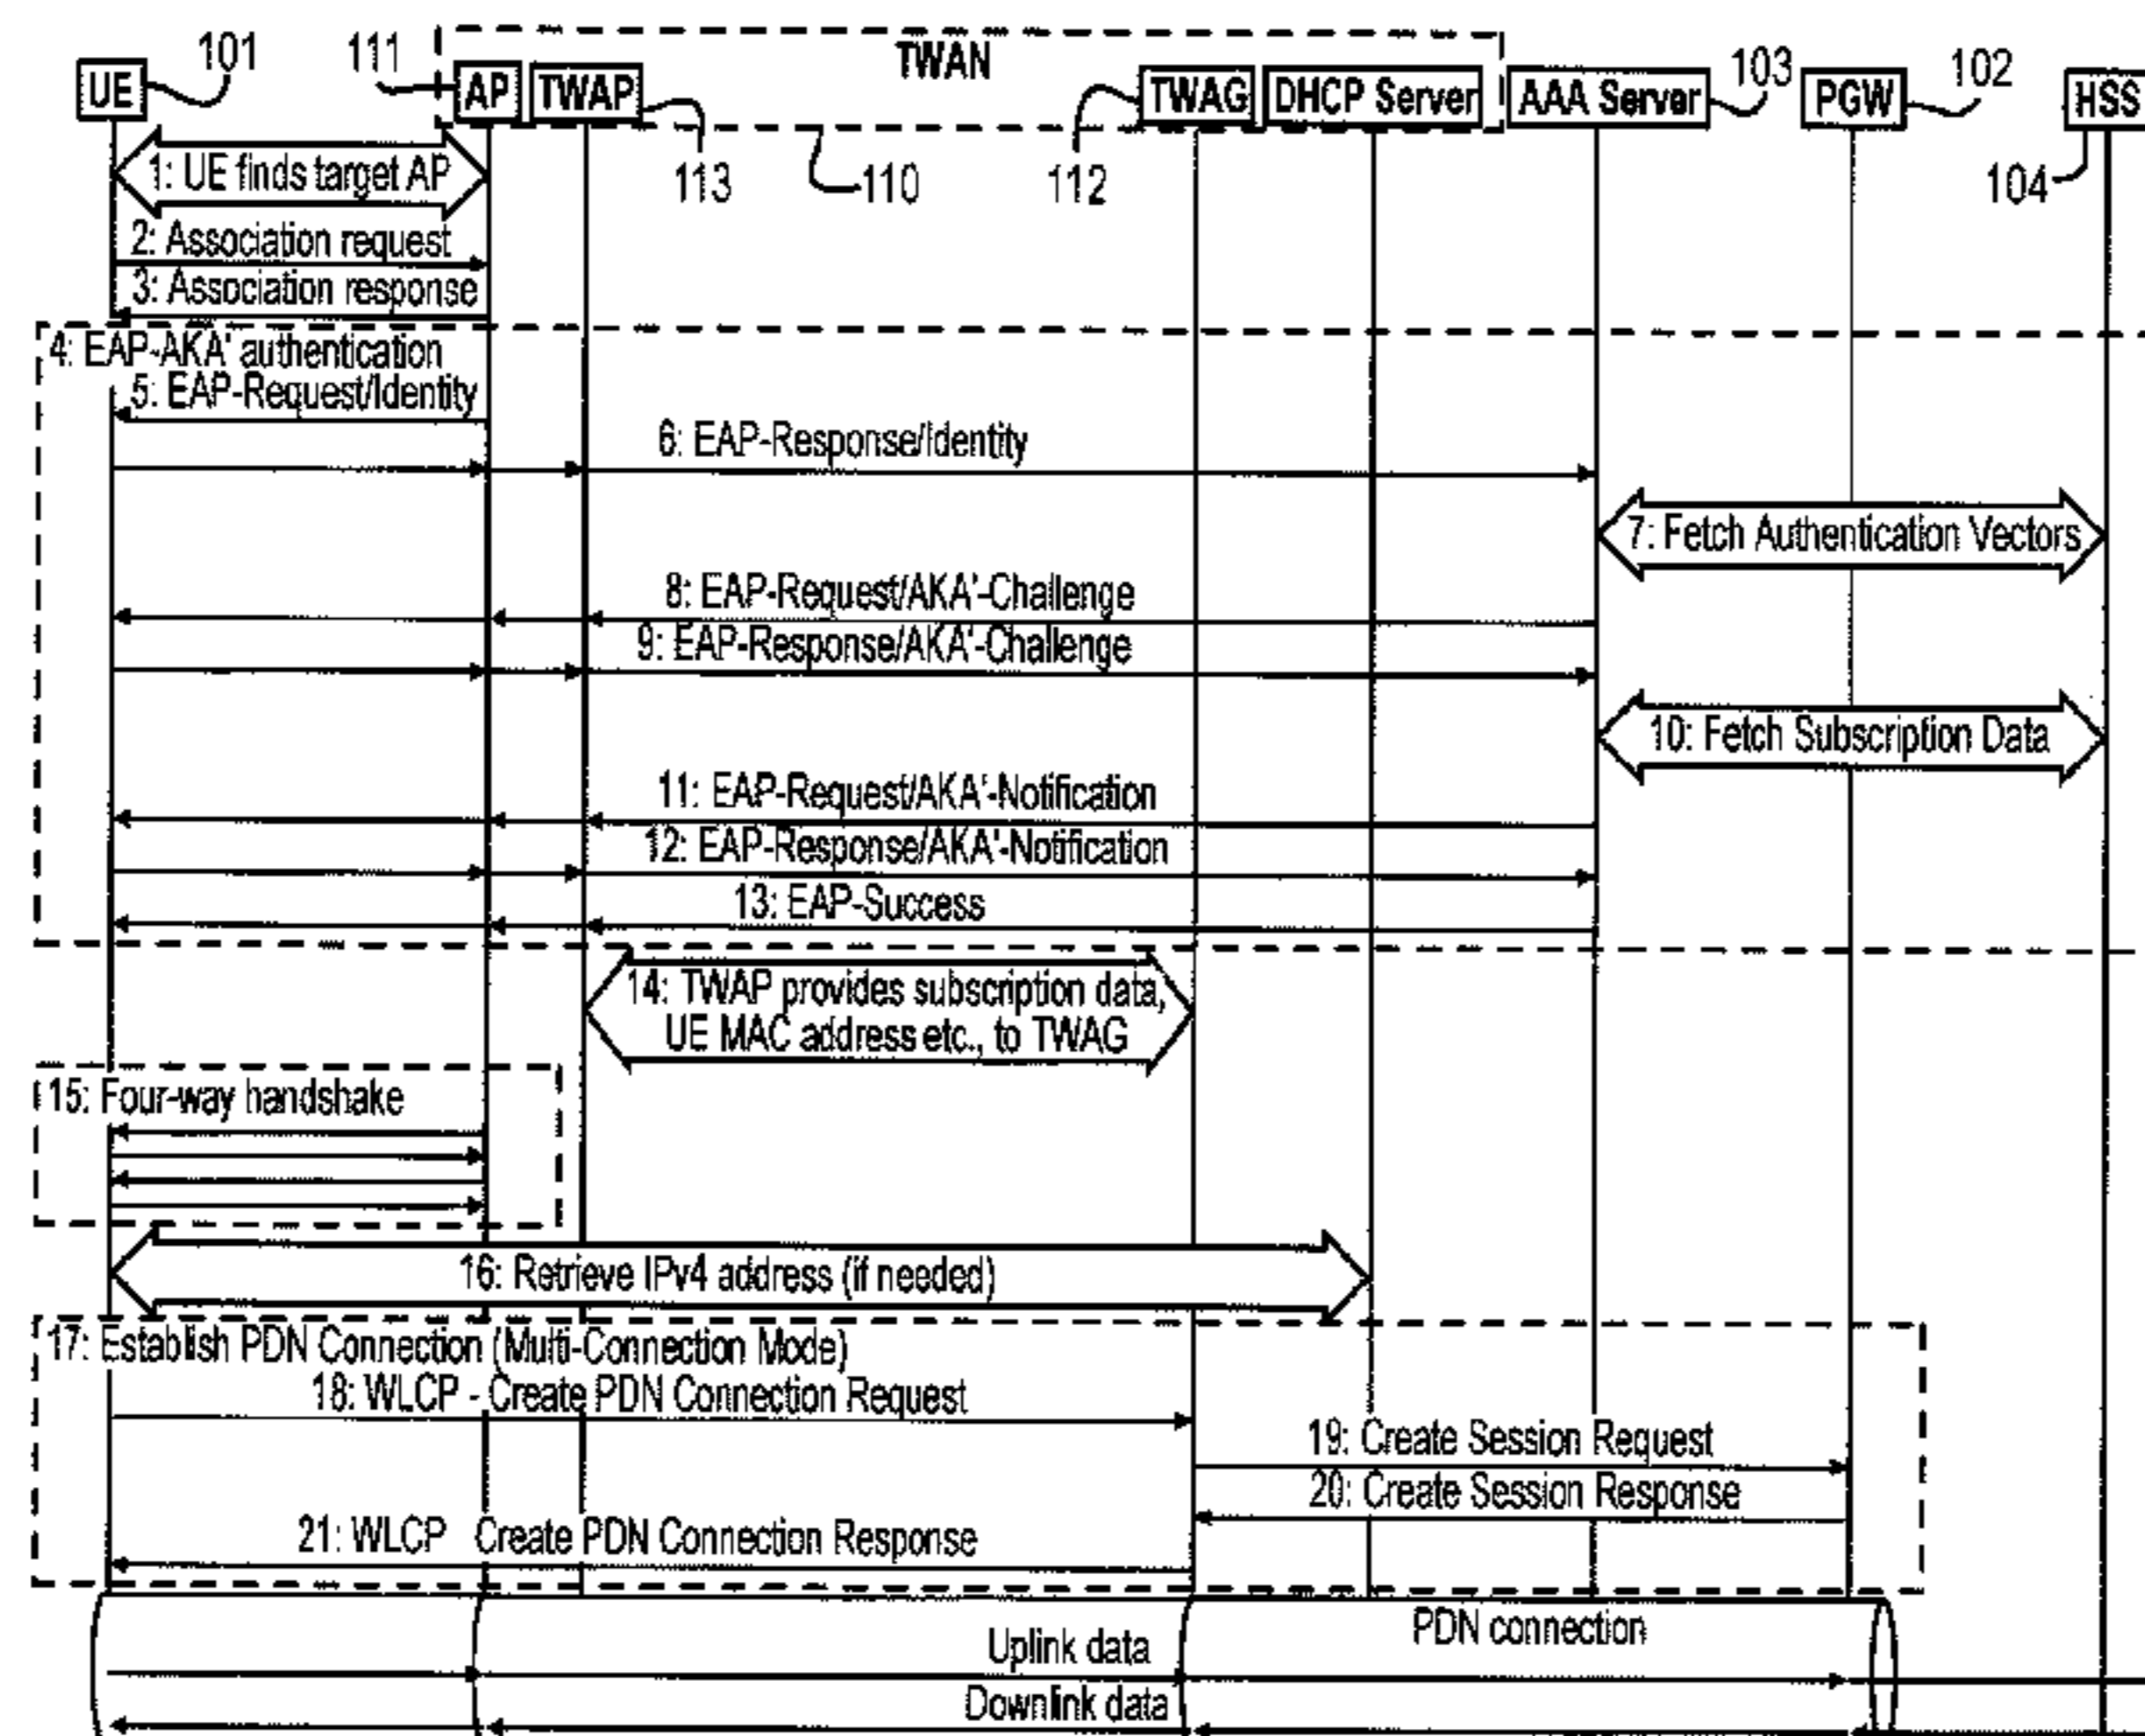 TWAN
101
111
103
102
UE
AP
TWAP
TWAG
DHCP Server
AAA Server
PGW
HSS
113
110
112
104
1: UE finds target AP
2: Association request
3: Association response
4: EAP-AKA' authentication
5: EAP-Request/Identity
6: EAP-Response/Identity
7: Fetch Authentication Vectors
8: EAP-Request/AKA'-Challenge
9: EAP-Response/AKA'-Challenge
10: Fetch Subscription Data
11: EAP-Request/AKA'-Notification
12: EAP-Response/AKA'-Notification
13: EAP-Success
14: TWAP provides subscription data,
UE MAC address etc., to TWAG
15: Four-way handshake
16: Retrieve IPv4 address (if needed)
17: Establish PDN Connection (Multi-Connection Mode)
18: WLCP - Create PDN Connection Request
19: Create Session Request
20: Create Session Response
21: WLCP Create PDN Connection Response
PDN connection
Uplink data
Downlink data